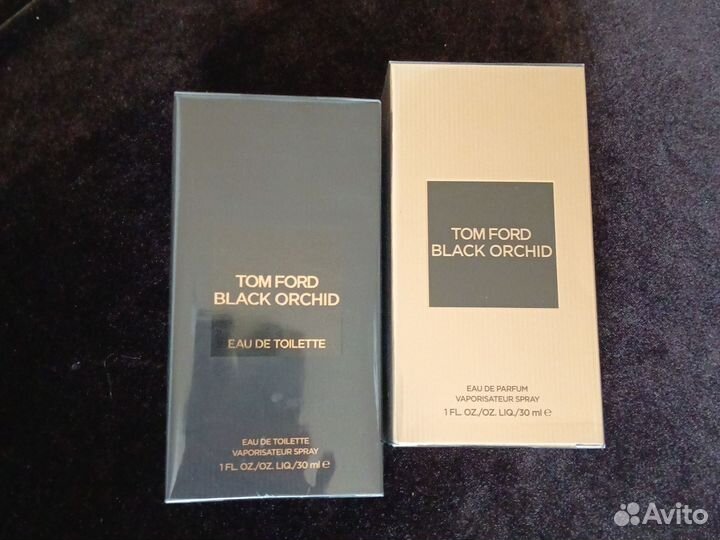 TOM FORD
BLACK ORCHID
EAU DE TOILETTE
EAU DE TOILETTE
VAPORISATEUR SPRAY
1 FL. OZ./OZ. LIQ./30 ml ℮
TOM FORD
BLACK ORCHID
EAU DE PARFUM
VAPORISATEUR SPRAY
1 FL. OZ./OZ. LIQ./30 ml ℮
Avito